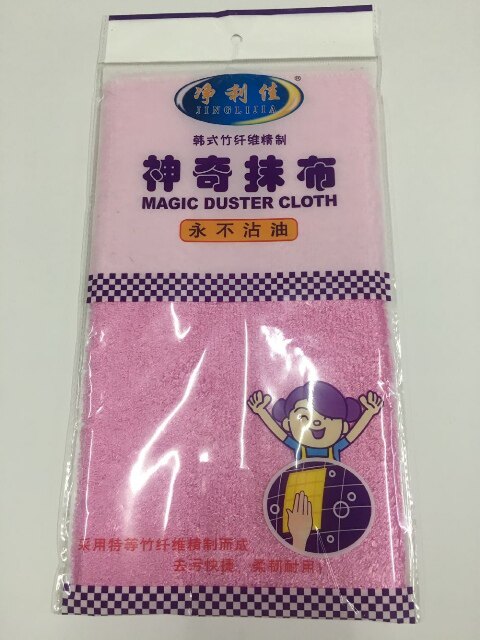 净利佳®
JINGLIJIA
韩式竹纤维精制
神奇抹布
MAGIC DUSTER CLOTH
永不沾油
采用特等竹纤维精制而成
去污快捷 柔韧耐用!